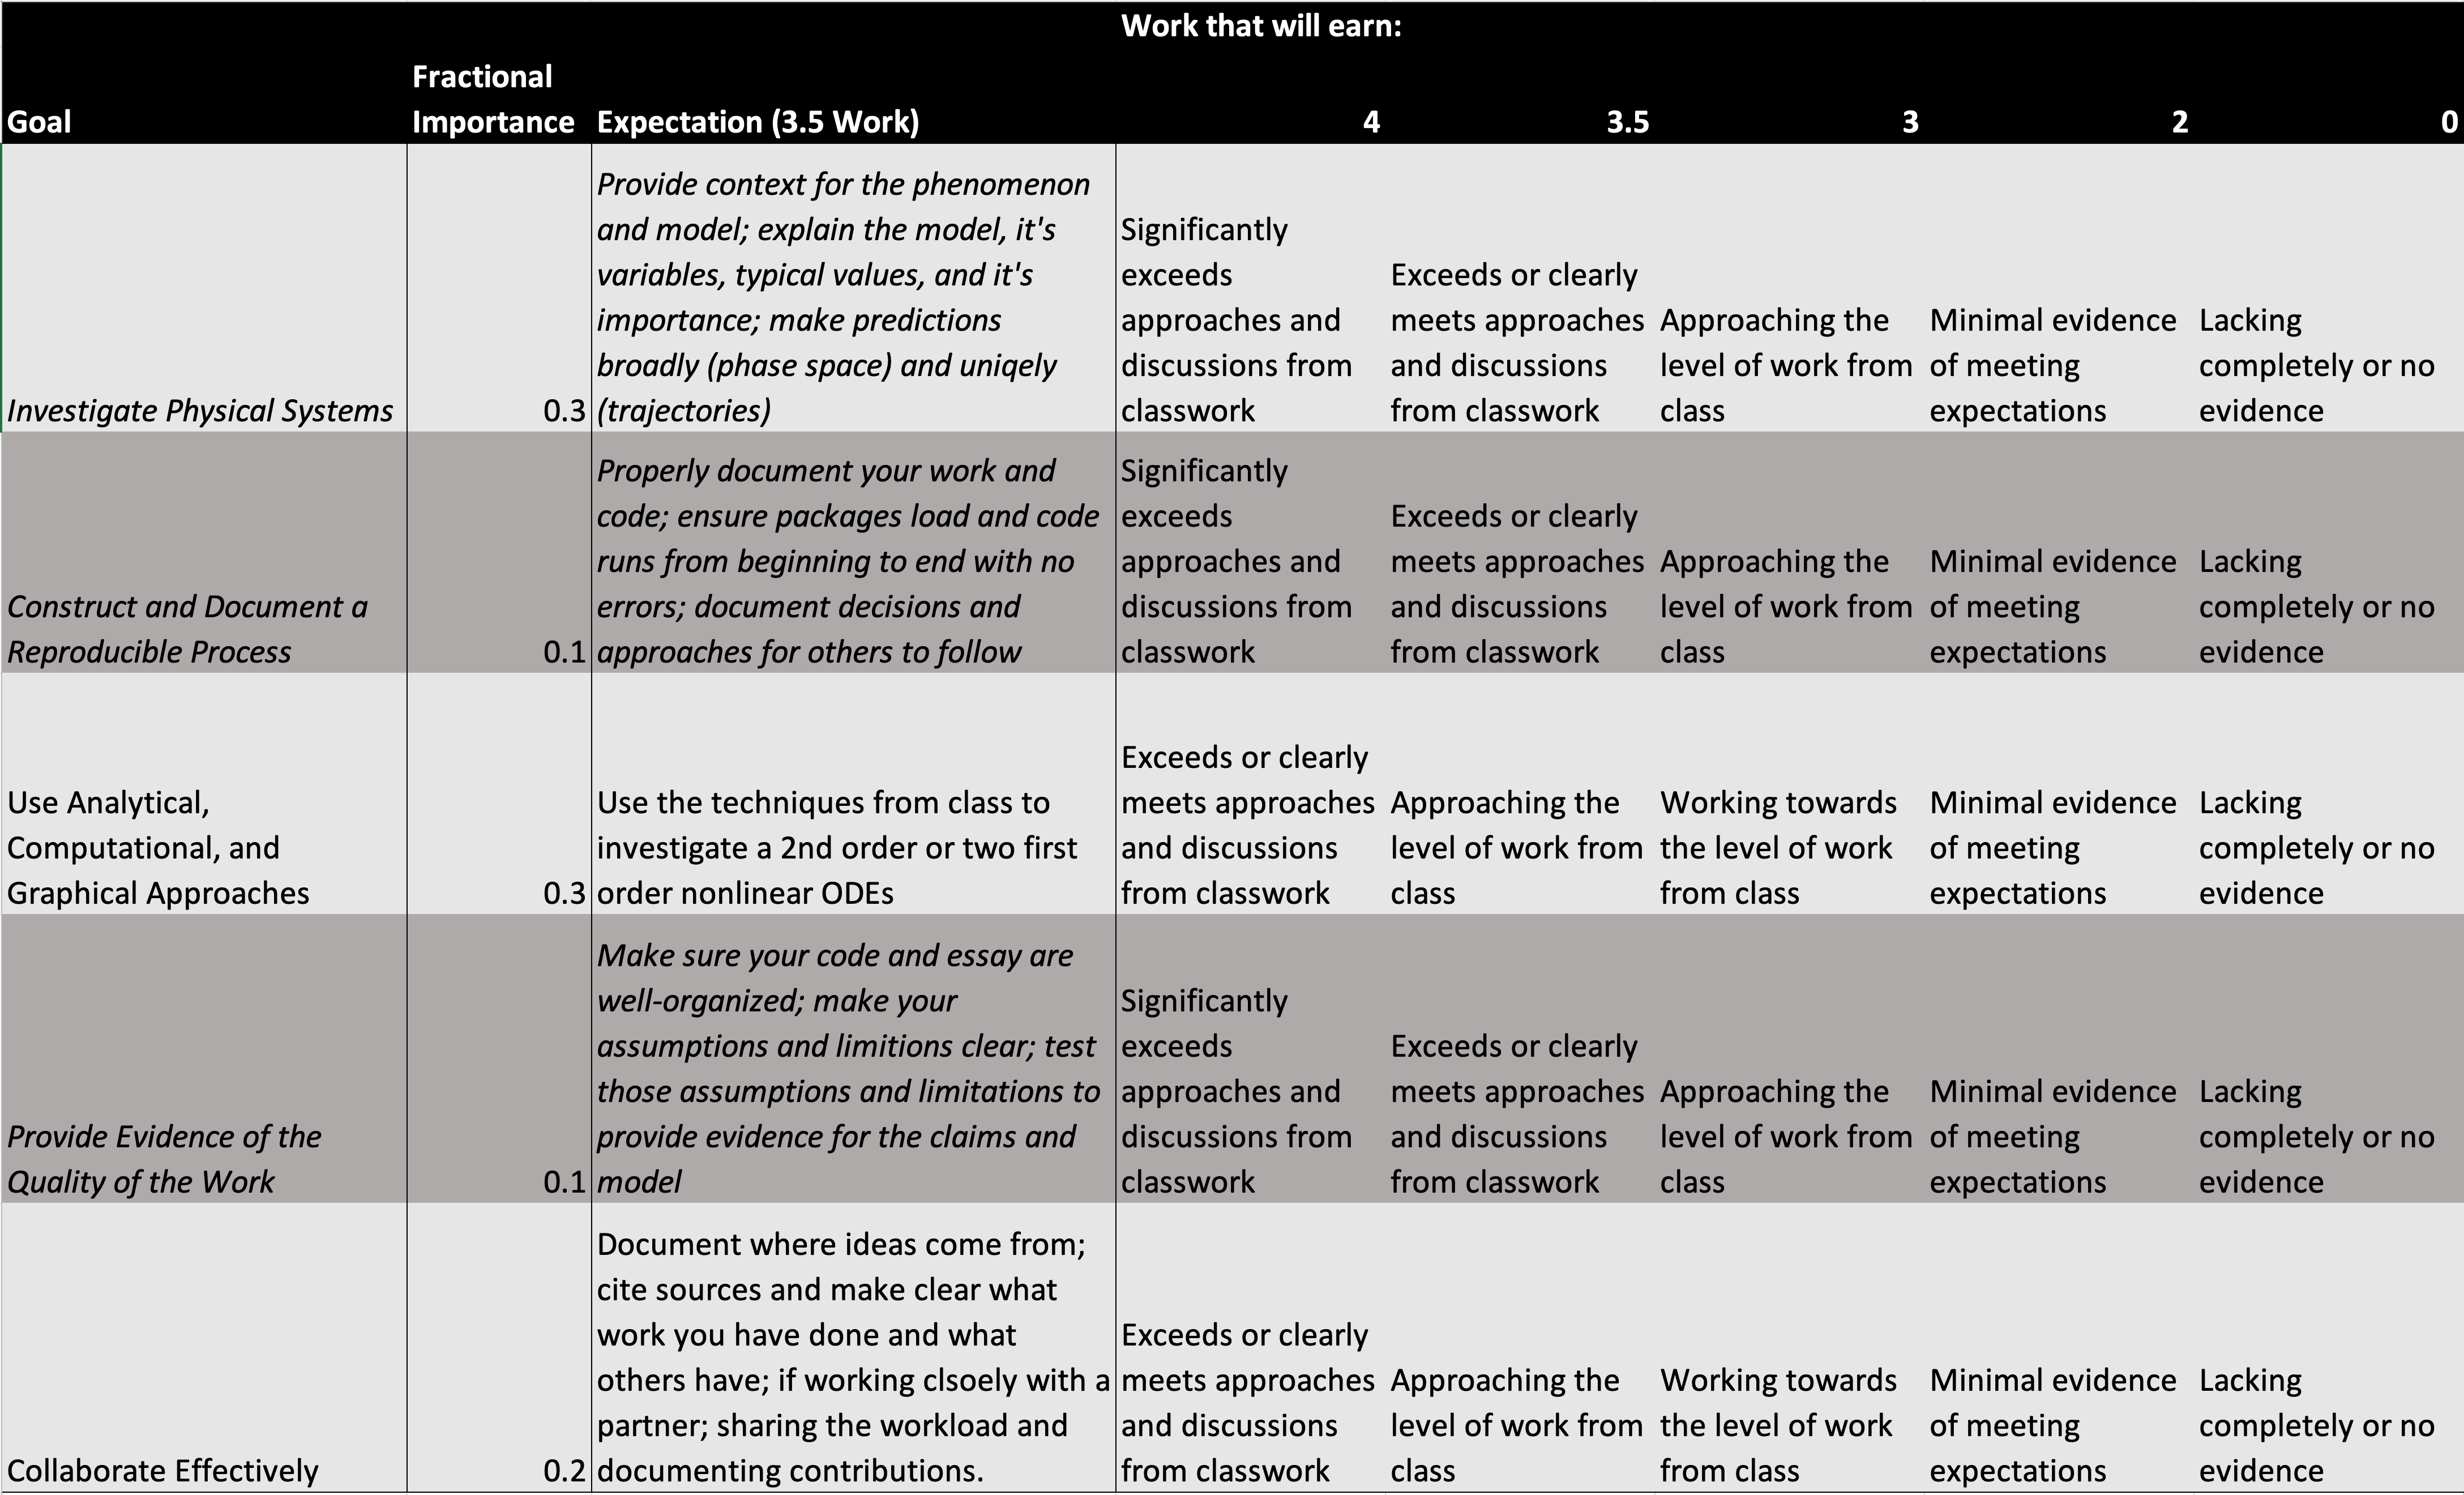 Work that will earn:
Fractional
Goal Importance Expectation (3.5 Work) 4 3.5 3 2 0
Investigate Physical Systems
0.3
Provide context for the phenomenon
and model; explain the model, it's
variables, typical values, and it's
importance; make predictions
broadly (phase space) and uniqely
(trajectories)
Significantly
exceeds
approaches and
discussions from
classwork
Exceeds or clearly
meets approaches
and discussions
from classwork
Approaching the
level of work from
class
Minimal evidence
of meeting
expectations
Lacking
completely or no
evidence
Construct and Document a
Reproducible Process
0.1
Properly document your work and
code; ensure packages load and code
runs from beginning to end with no
errors; document decisions and
approaches for others to follow
Significantly
exceeds
approaches and
discussions from
classwork
Exceeds or clearly
meets approaches
and discussions
from classwork
Approaching the
level of work from
class
Minimal evidence
of meeting
expectations
Lacking
completely or no
evidence
Use Analytical,
Computational, and
Graphical Approaches
0.3
Use the techniques from class to
investigate a 2nd order or two first
order nonlinear ODEs
Exceeds or clearly
meets approaches
and discussions
from classwork
Approaching the
level of work from
class
Working towards
the level of work
from class
Minimal evidence
of meeting
expectations
Lacking
completely or no
evidence
Provide Evidence of the
Quality of the Work
0.1
Make sure your code and essay are
well-organized; make your
assumptions and limitions clear; test
those assumptions and limitations to
provide evidence for the claims and
model
Significantly
exceeds
approaches and
discussions from
classwork
Exceeds or clearly
meets approaches
and discussions
from classwork
Approaching the
level of work from
class
Minimal evidence
of meeting
expectations
Lacking
completely or no
evidence
Collaborate Effectively
0.2
Document where ideas come from;
cite sources and make clear what
work you have done and what
others have; if working clsoely with a
partner; sharing the workload and
documenting contributions.
Exceeds or clearly
meets approaches
and discussions
from classwork
Approaching the
level of work from
class
Working towards
the level of work
from class
Minimal evidence
of meeting
expectations
Lacking
completely or no
evidence